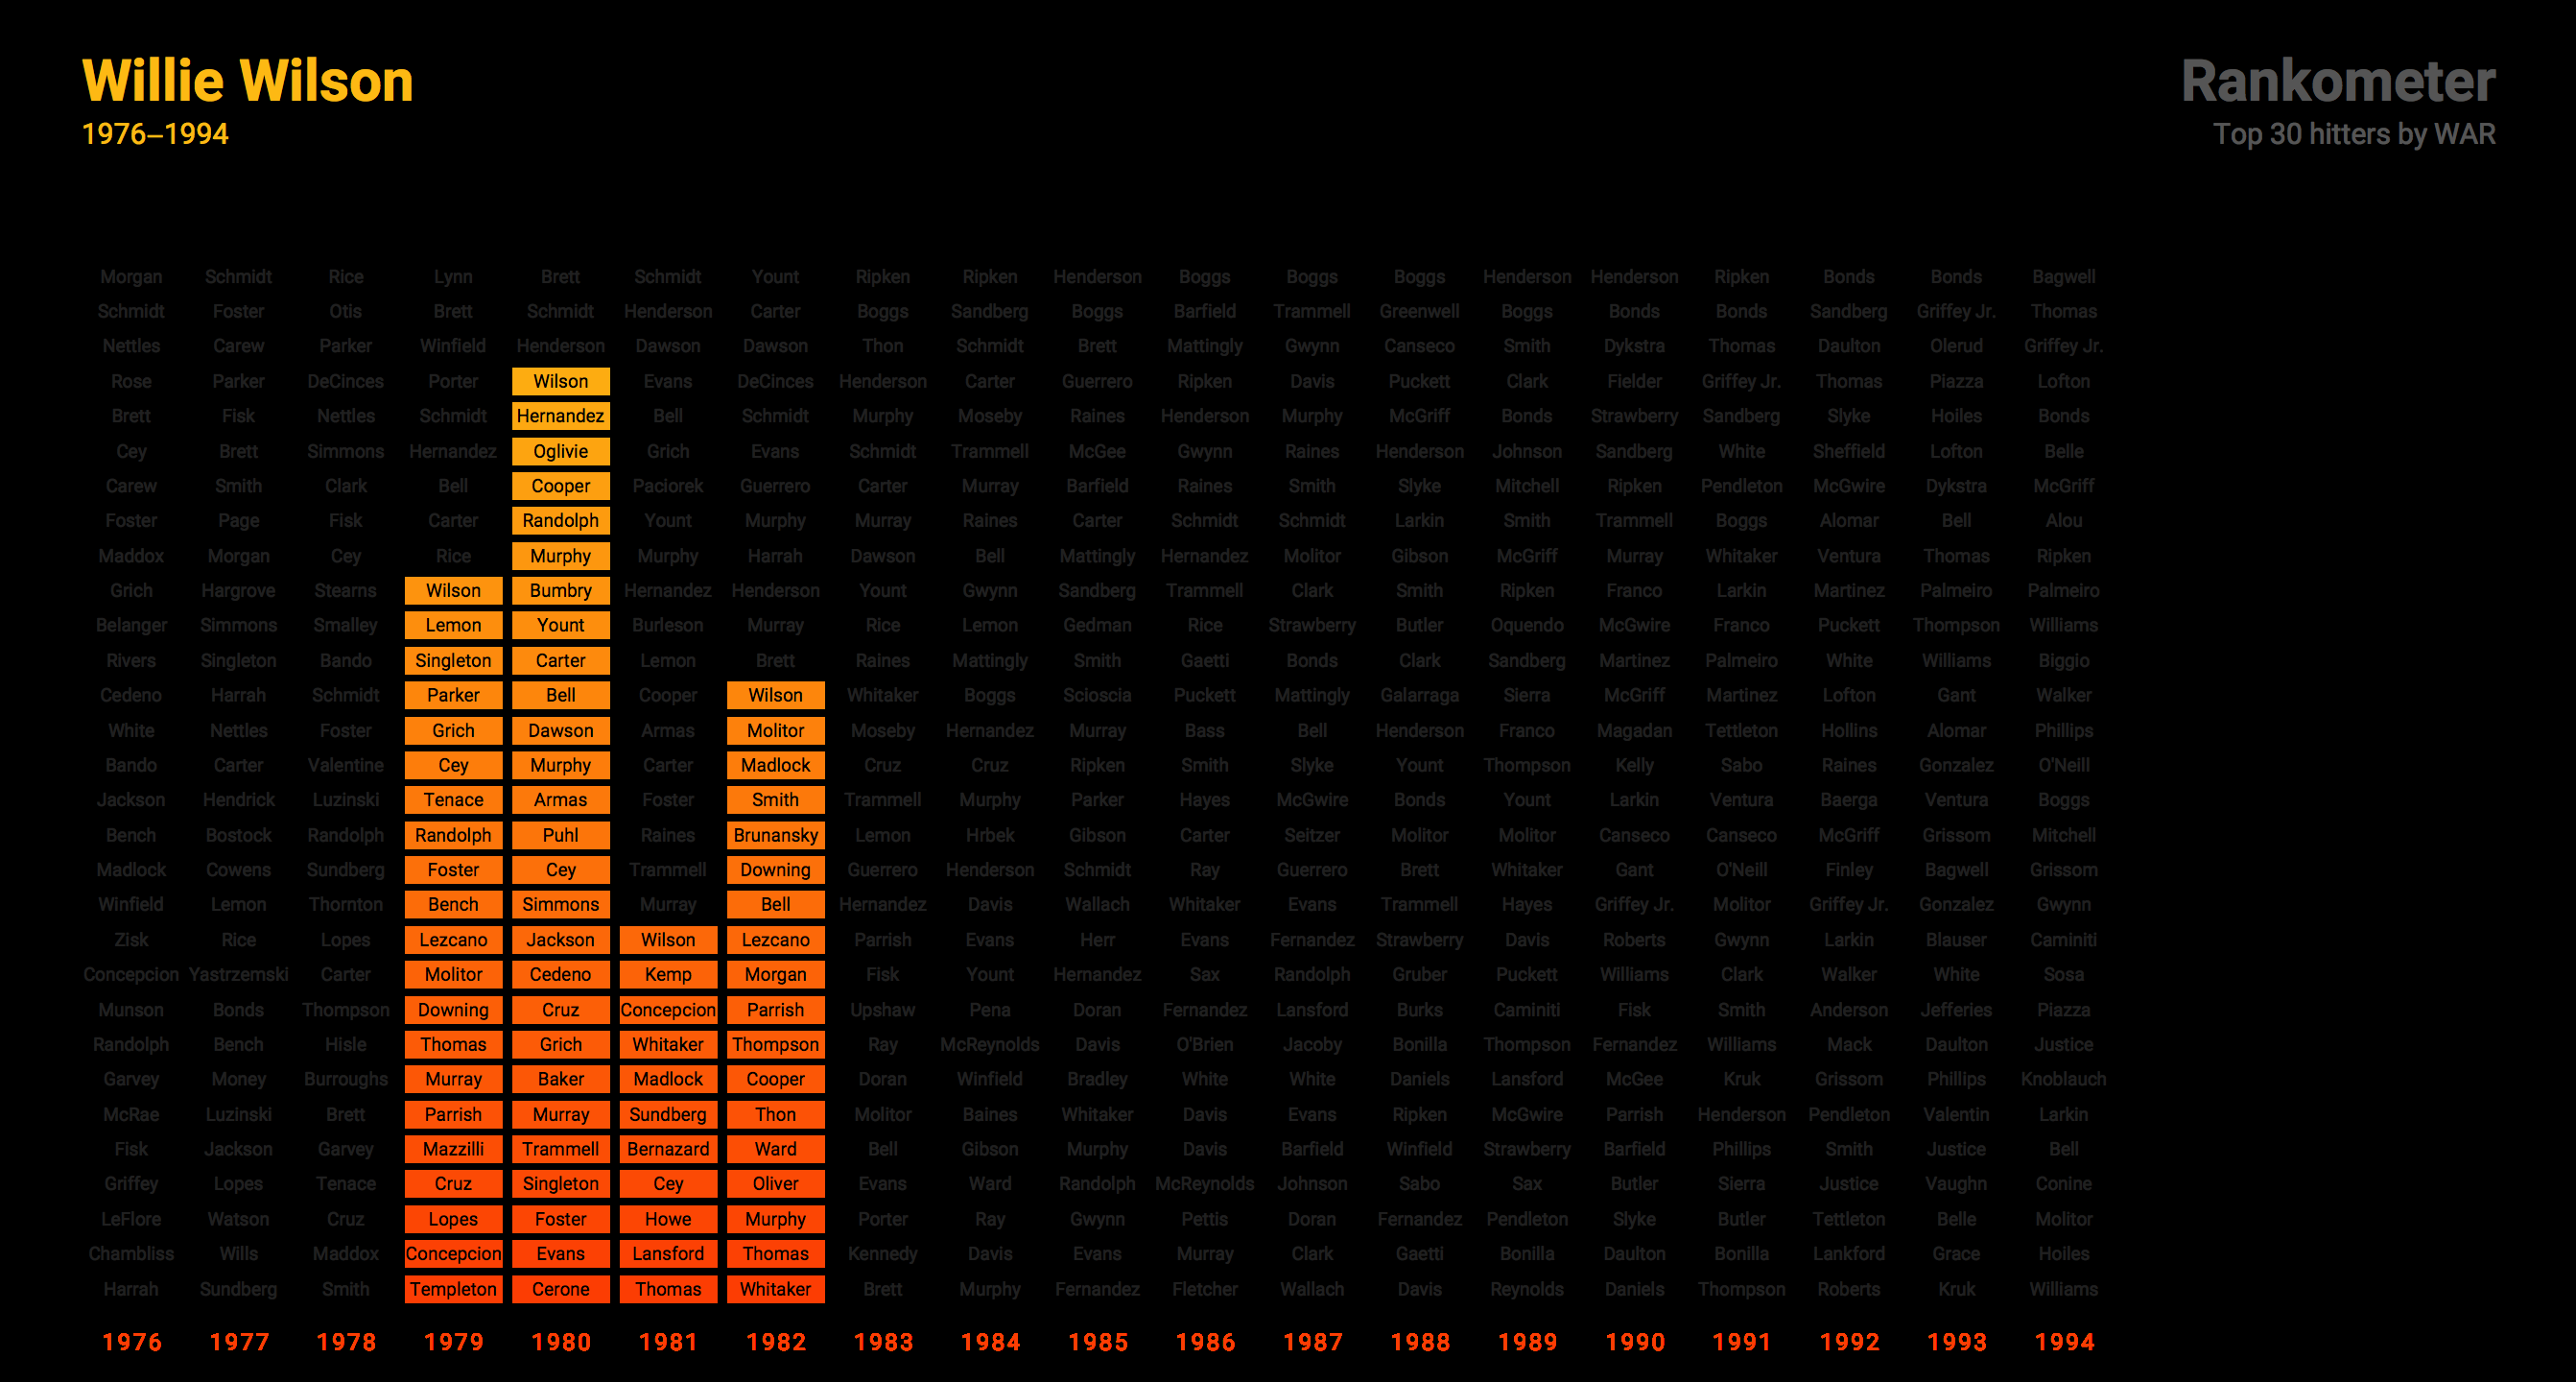 Willie Wilson
1976–1994
Rankometer
Top 30 hitters by WAR
Morgan Schmidt Rice Lynn Brett Schmidt Yount Ripken Ripken Henderson Boggs Boggs Boggs Henderson Henderson Ripken Bonds Bonds Bagwell
Schmidt Foster Otis Brett Schmidt Henderson Carter Boggs Sandberg Boggs Barfield Trammell Greenwell Boggs Bonds Bonds Sandberg Griffey Jr. Thomas
Nettles Carew Parker Winfield Henderson Dawson Dawson Thon Schmidt Brett Mattingly Gwynn Canseco Smith Dykstra Thomas Daulton Olerud Griffey Jr.
Rose Parker DeCinces Porter Wilson Evans DeCinces Henderson Carter Guerrero Ripken Davis Puckett Clark Fielder Griffey Jr. Thomas Piazza Lofton
Brett Fisk Nettles Schmidt Hernandez Bell Schmidt Murphy Moseby Raines Henderson Murphy McGriff Bonds Strawberry Sandberg Slyke Hoiles Bonds
Cey Brett Simmons Hernandez Oglivie Grich Evans Schmidt Trammell McGee Gwynn Raines Henderson Johnson Sandberg White Sheffield Lofton Belle
Carew Smith Clark Bell Cooper Paciorek Guerrero Carter Murray Barfield Raines Smith Slyke Mitchell Ripken Pendleton McGwire Dykstra McGriff
Foster Page Fisk Carter Randolph Yount Murphy Murray Raines Carter Schmidt Schmidt Larkin Smith Trammell Boggs Alomar Bell Alou
Maddox Morgan Cey Rice Murphy Murphy Harrah Dawson Bell Mattingly Hernandez Molitor Gibson McGriff Murray Whitaker Ventura Thomas Ripken
Grich Hargrove Stearns Wilson Bumbry Hernandez Henderson Yount Gwynn Sandberg Trammell Clark Smith Ripken Franco Larkin Martinez Palmeiro Palmeiro
Belanger Simmons Smalley Lemon Yount Burleson Murray Rice Lemon Gedman Rice Strawberry Butler Oquendo McGwire Franco Puckett Thompson Williams
Rivers Singleton Bando Singleton Carter Lemon Brett Raines Mattingly Smith Gaetti Bonds Clark Sandberg Martinez Palmeiro White Williams Biggio
Cedeno Harrah Schmidt Parker Bell Cooper Wilson Whitaker Boggs Scioscia Puckett Mattingly Galarraga Sierra McGriff Martinez Lofton Gant Walker
White Nettles Foster Grich Dawson Armas Molitor Moseby Hernandez Murray Bass Bell Henderson Franco Magadan Tettleton Hollins Alomar Phillips
Bando Carter Valentine Cey Murphy Carter Madlock Cruz Cruz Ripken Smith Slyke Yount Thompson Kelly Sabo Raines Gonzalez O'Neill
Jackson Hendrick Luzinski Tenace Armas Foster Smith Trammell Murphy Parker Hayes McGwire Bonds Yount Larkin Ventura Baerga Ventura Boggs
Bench Bostock Randolph Randolph Puhl Raines Brunansky Lemon Hrbek Gibson Carter Seitzer Molitor Molitor Canseco Canseco McGriff Grissom Mitchell
Madlock Cowens Sundberg Foster Cey Trammell Downing Guerrero Henderson Schmidt Ray Guerrero Brett Whitaker Gant O'Neill Finley Bagwell Grissom
Winfield Lemon Thornton Bench Simmons Murray Bell Hernandez Davis Wallach Whitaker Evans Trammell Hayes Griffey Jr. Molitor Griffey Jr. Gonzalez Gwynn
Zisk Rice Lopes Lezcano Jackson Wilson Lezcano Parrish Evans Herr Evans Fernandez Strawberry Davis Roberts Gwynn Larkin Blauser Caminiti
Concepcion Yastrzemski Carter Molitor Cedeno Kemp Morgan Fisk Yount Hernandez Sax Randolph Gruber Puckett Williams Clark Walker White Sosa
Munson Bonds Thompson Downing Cruz Concepcion Parrish Upshaw Pena Doran Fernandez Lansford Burks Caminiti Fisk Smith Anderson Jefferies Piazza
Randolph Bench Hisle Thomas Grich Whitaker Thompson Ray McReynolds Davis O'Brien Jacoby Bonilla Thompson Fernandez Williams Mack Daulton Justice
Garvey Money Burroughs Murray Baker Madlock Cooper Doran Winfield Bradley White White Daniels Lansford McGee Kruk Grissom Phillips Knoblauch
McRae Luzinski Brett Parrish Murray Sundberg Thon Molitor Baines Whitaker Davis Evans Ripken McGwire Parrish Henderson Pendleton Valentin Larkin
Fisk Jackson Garvey Mazzilli Trammell Bernazard Ward Bell Gibson Murphy Davis Barfield Winfield Strawberry Barfield Phillips Smith Justice Bell
Griffey Lopes Tenace Cruz Singleton Cey Oliver Evans Ward Randolph McReynolds Johnson Sabo Sax Butler Sierra Justice Vaughn Conine
LeFlore Watson Cruz Lopes Foster Howe Murphy Porter Ray Gwynn Pettis Doran Fernandez Pendleton Slyke Butler Tettleton Belle Molitor
Chambliss Wills Maddox Concepcion Evans Lansford Thomas Kennedy Davis Evans Murray Clark Gaetti Bonilla Daulton Bonilla Lankford Grace Hoiles
Harrah Sundberg Smith Templeton Cerone Thomas Whitaker Brett Murphy Fernandez Fletcher Wallach Davis Reynolds Daniels Thompson Roberts Kruk Williams
1976 1977 1978 1979 1980 1981 1982 1983 1984 1985 1986 1987 1988 1989 1990 1991 1992 1993 1994